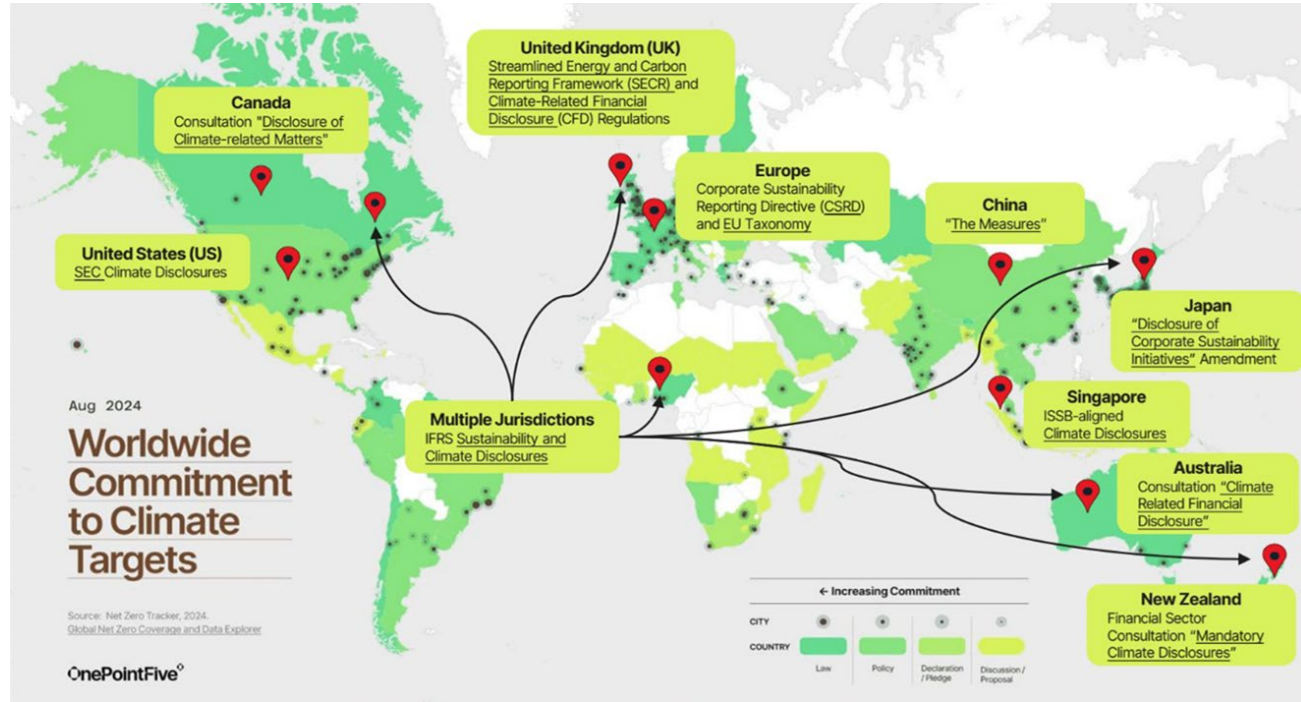 United Kingdom (UK)
Streamlined Energy and Carbon
Reporting Framework (SECR) and
Climate-Related Financial
Disclosure (CFD) Regulations
Canada
Consultation "Disclosure of
Climate-related Matters"
Europe
Corporate Sustainability
Reporting Directive (CSRD)
and EU Taxonomy
China
"The Measures"
United States (US)
SEC Climate Disclosures
Japan
"Disclosure of
Corporate Sustainability
Initiatives" Amendment
Singapore
ISSB-aligned
Climate Disclosures
Multiple Jurisdictions
IFRS Sustainability and
Climate Disclosures
Australia
Consultation "Climate
Related Financial
Disclosure"
New Zealand
Financial Sector
Consultation "Mandatory
Climate Disclosures"
Aug 2024
Worldwide
Commitment
to Climate
Targets
Source: Net Zero Tracker, 2024.
Global Net Zero Coverage and Data Explorer
OnePointFive
← Increasing Commitment
CITY
COUNTRY
Law
Policy
Declaration
/ Pledge
Discussion /
Proposal